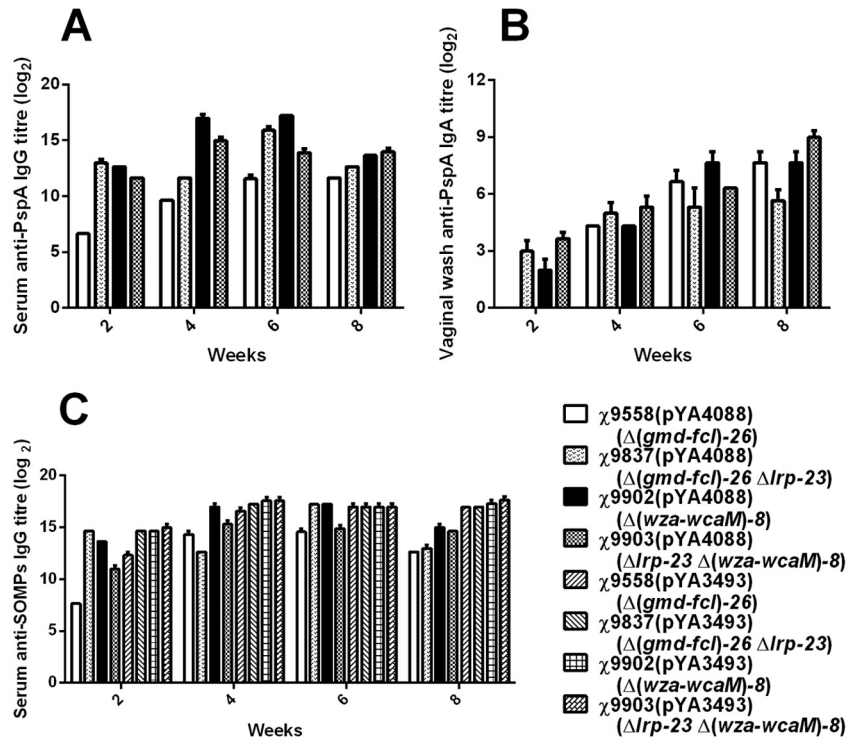 A
Serum anti-PspA IgG titre (log2)
20
15
10
5
0
2 4 6 8
Weeks
B
Vaginal wash anti-PspA IgA titre (log2)
12
9
6
3
0
2 4 6 8
Weeks
C
Serum anti-SOMPs IgG titre (log 2)
20
15
10
5
0
2 4 6 8
Weeks
χ9558(pYA4088)
(Δ(gmd-fcl)-26)
χ9837(pYA4088)
(Δ(gmd-fcl)-26 Δlrp-23)
χ9902(pYA4088)
(Δ(wza-wcaM)-8)
χ9903(pYA4088)
(Δlrp-23 Δ(wza-wcaM)-8)
χ9558(pYA3493)
(Δ(gmd-fcl)-26)
χ9837(pYA3493)
(Δ(gmd-fcl)-26 Δlrp-23)
χ9902(pYA3493)
(Δ(wza-wcaM)-8)
χ9903(pYA3493)
(Δlrp-23 Δ(wza-wcaM)-8)